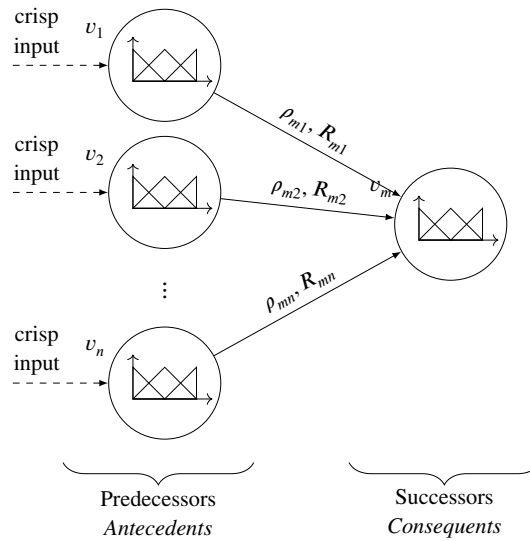 crisp
input
v₁
crisp
input
v₂
⋮
crisp
input
vₙ
ρₘ₁, Rₘ₁
ρₘ₂, Rₘ₂
ρₘₙ, Rₘₙ
vₘ
Predecessors
Antecedents
Successors
Consequents